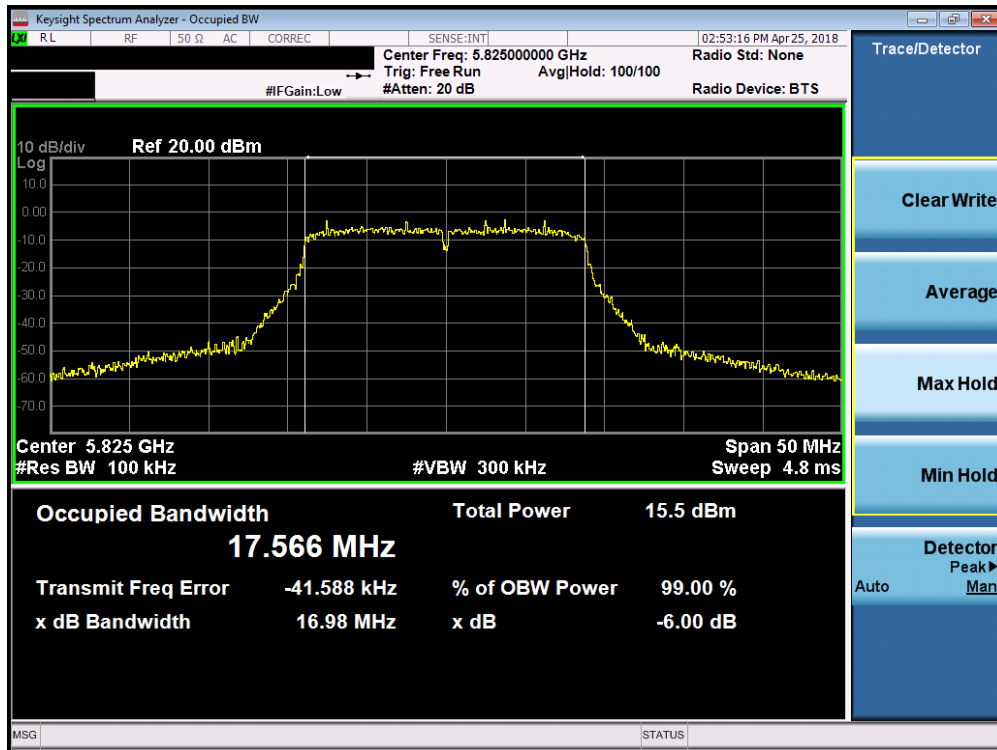 Keysight Spectrum Analyzer - Occupied BW
LXI RL RF 50 Ω AC CORREC SENSE:INT 02:53:16 PM Apr 25, 2018
Center Freq: 5.825000000 GHz Radio Std: None
Trig: Free Run Avg|Hold: 100/100
#IFGain:Low #Atten: 20 dB Radio Device: BTS
10 dB/div Ref 20.00 dBm
Log
10.0
0.00
-10.0
-20.0
-30.0
-40.0
-50.0
-60.0
-70.0
Center 5.825 GHz Span 50 MHz
#Res BW 100 kHz #VBW 300 kHz Sweep 4.8 ms
Occupied Bandwidth Total Power 15.5 dBm
17.566 MHz
Transmit Freq Error -41.588 kHz % of OBW Power 99.00 %
x dB Bandwidth 16.98 MHz x dB -6.00 dB
MSG STATUS
Trace/Detector
Clear Write
Average
Max Hold
Min Hold
Detector
Peak
Auto Man